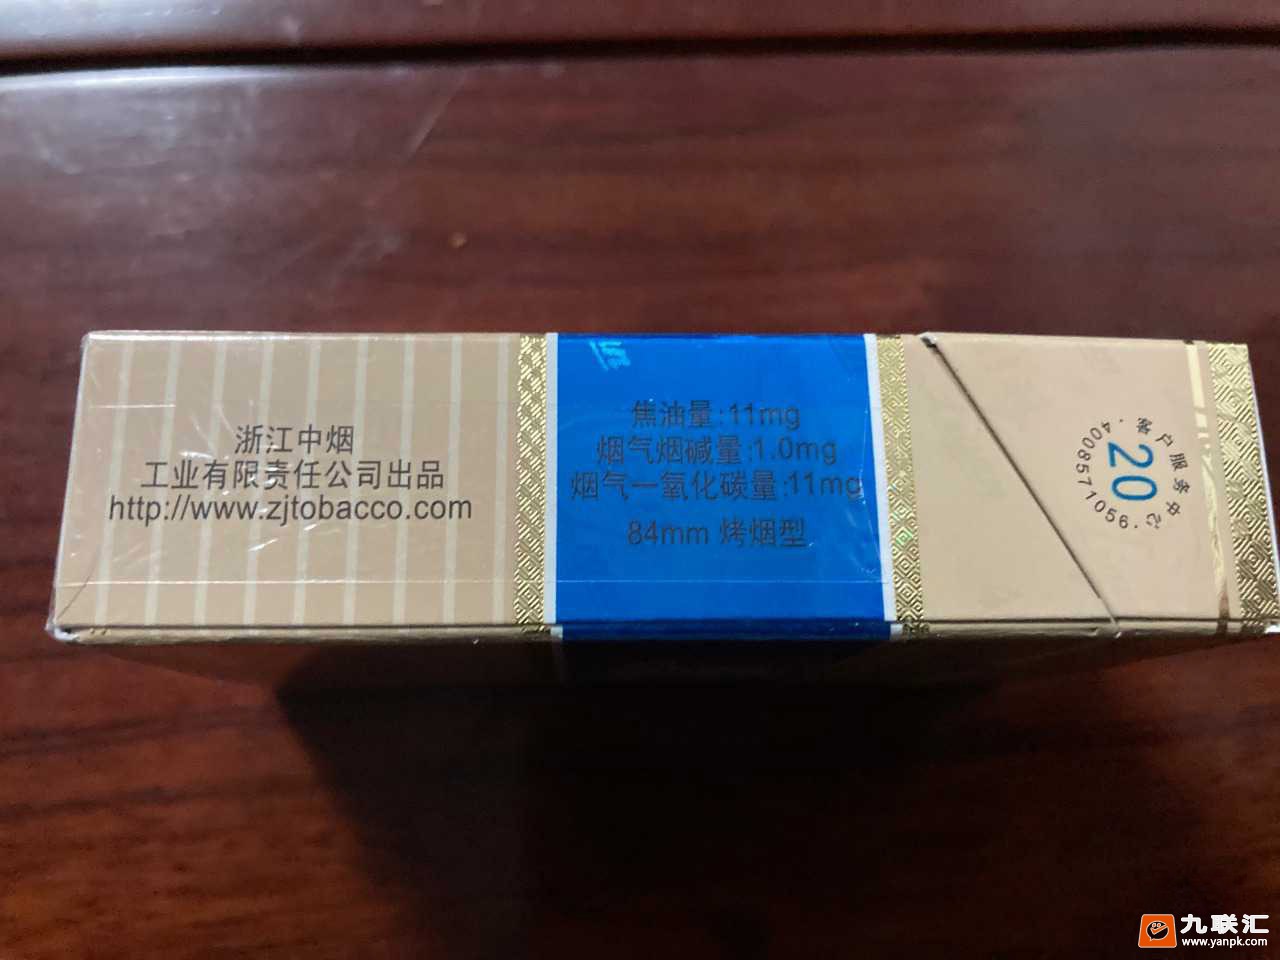 浙江中烟
工业有限责任公司出品
http://www.zjtobacco.com
焦油量:11mg
烟气烟碱量:1.0mg
烟气一氧化碳量:11mg
84mm 烤烟型
客户服务中心
·4008571056·
20
九联汇
www.yanpk.com